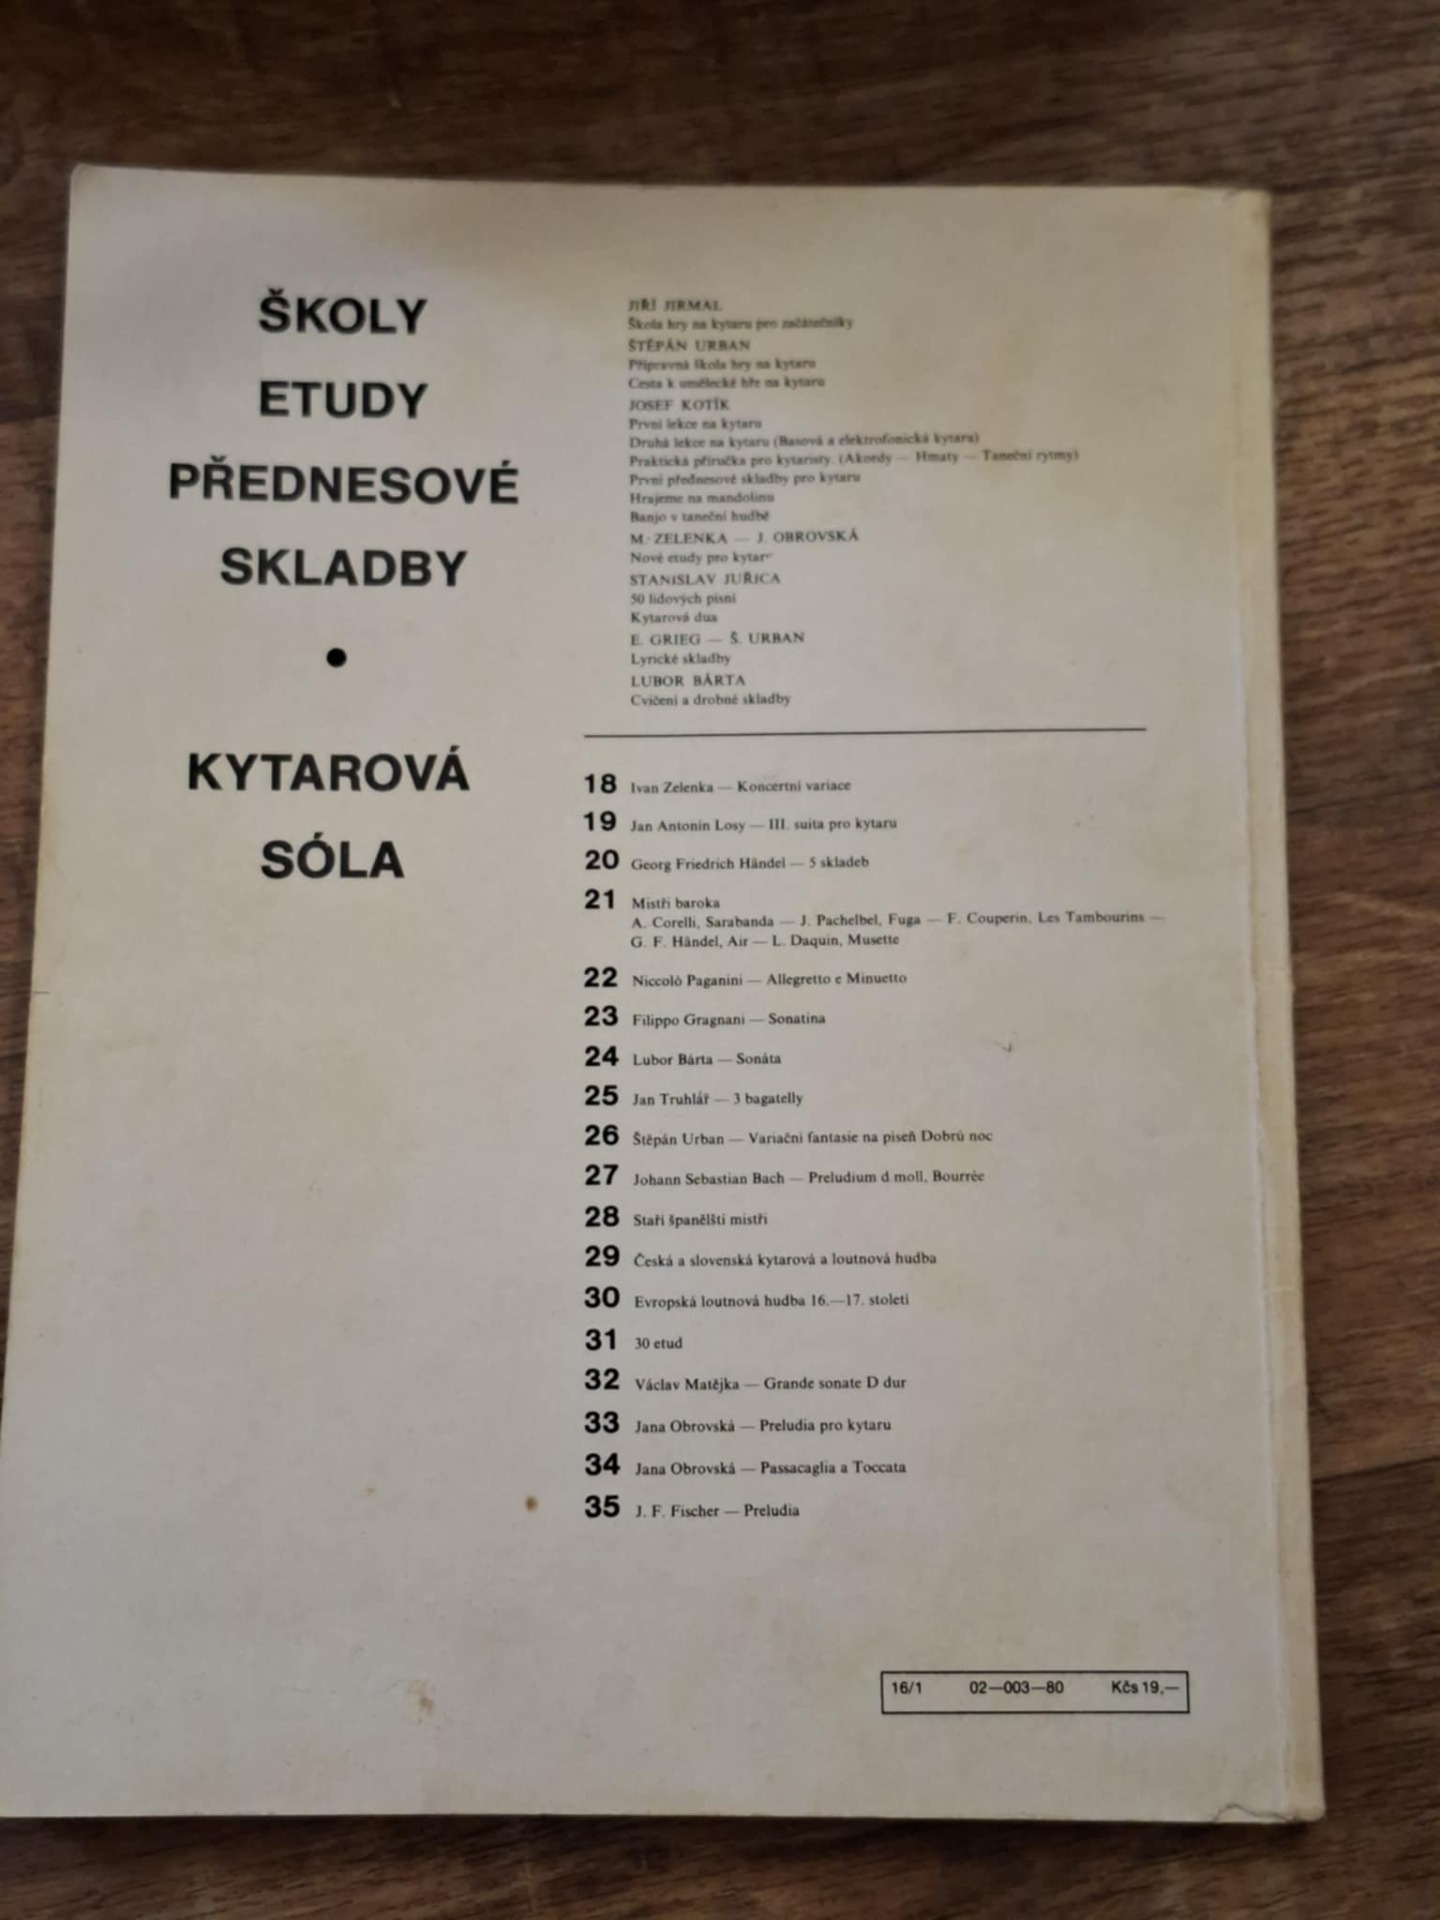 ŠKOLY
ETUDY
PŘEDNESOVÉ
SKLADBY
•
KYTAROVÁ
SÓLA
JIŘÍ JIRMAL
Škola hry na kytaru pro začátečníky
ŠTĚPÁN URBAN
Přípravná škola hry na kytaru
Cesta k umělecké hře na kytaru
JOSEF KOTÍK
První lekce na kytaru
Druhá lekce na kytaru (Basová a elektrofonická kytara)
Praktická příručka pro kytaristy. (Akordy — Hmaty — Taneční rytmy)
První přednesové skladby pro kytaru
Hrajeme na mandolínu
Banjo v taneční hudbě
M. ZELENKA — J. OBROVSKÁ
Nové etudy pro kytaru
STANISLAV JUŘICA
50 lidových písní
Kytarová dua
E. GRIEG — Š. URBAN
Lyrické skladby
LUBOR BÁRTA
Cvičení a drobné skladby
18 Ivan Zelenka — Koncertní variace
19 Jan Antonín Losy — III. suita pro kytaru
20 Georg Friedrich Händel — 5 skladeb
21 Mistři baroka
A. Corelli, Sarabanda — J. Pachelbel, Fuga — F. Couperin, Les Tambourins —
G. F. Händel, Air — L. Daquin, Musette
22 Niccolò Paganini — Allegretto e Minuetto
23 Filippo Gragnani — Sonatina
24 Lubor Bárta — Sonáta
25 Jan Truhlář — 3 bagatelly
26 Štěpán Urban — Variační fantasie na píseň Dobrú noc
27 Johann Sebastian Bach — Preludium d moll, Bourrée
28 Staří španělští mistři
29 Česká a slovenská kytarová a loutnová hudba
30 Evropská loutnová hudba 16.—17. století
31 30 etud
32 Václav Matějka — Grande sonate D dur
33 Jana Obrovská — Preludia pro kytaru
34 Jana Obrovská — Passacaglia a Toccata
35 J. F. Fischer — Preludia
16/1 02—003—80 Kčs 19,—